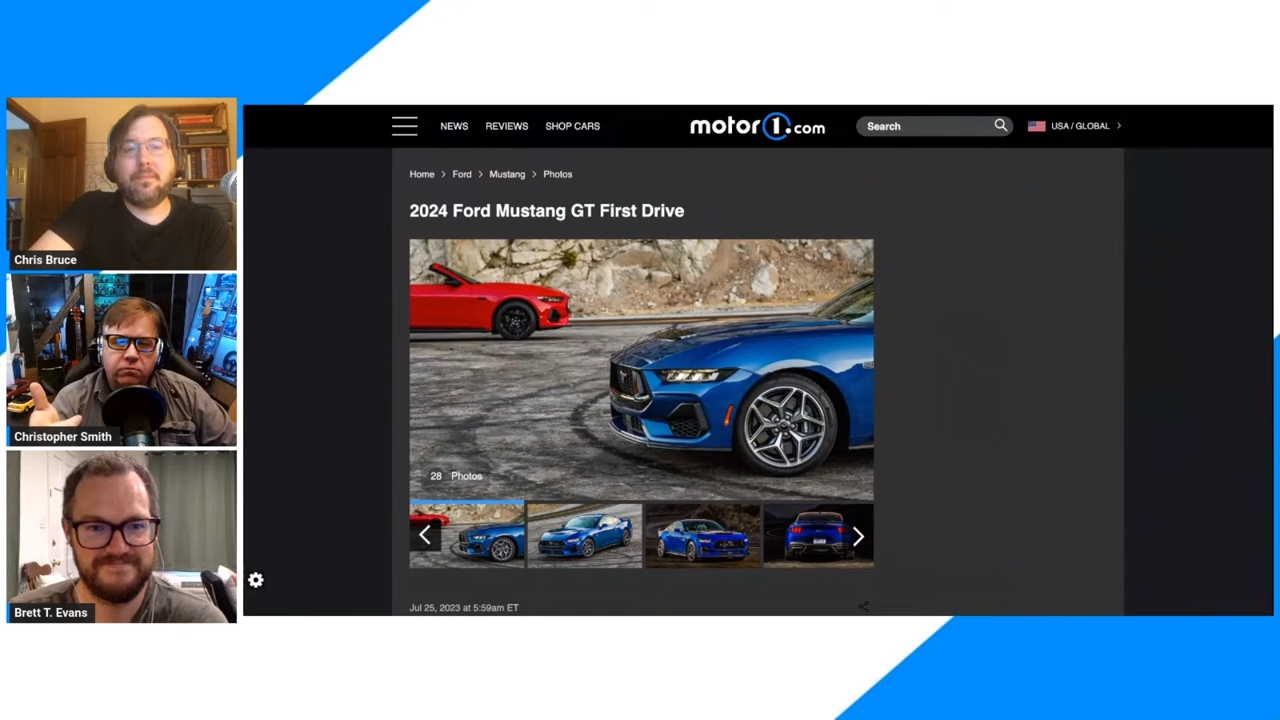 NEWS REVIEWS SHOP CARS motor1.com Search USA / GLOBAL
Home > Ford > Mustang > Photos
2024 Ford Mustang GT First Drive
28 Photos
Jul 25, 2023 at 5:59am ET
Chris Bruce
Christopher Smith
Brett T. Evans